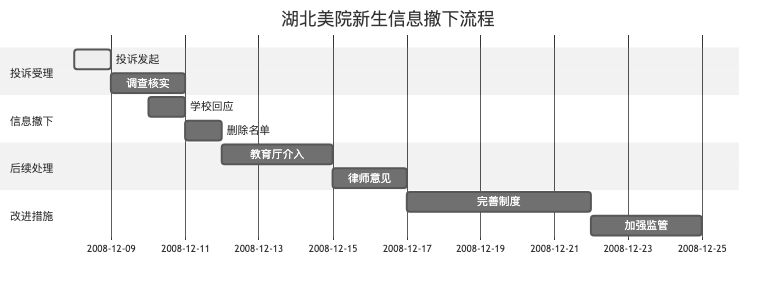 湖北美院新生信息撤下流程
投诉受理
投诉发起
调查核实
信息撤下
学校回应
删除名单
后续处理
教育厅介入
律师意见
改进措施
完善制度
加强监管
2008-12-09
2008-12-11
2008-12-13
2008-12-15
2008-12-17
2008-12-19
2008-12-21
2008-12-23
2008-12-25